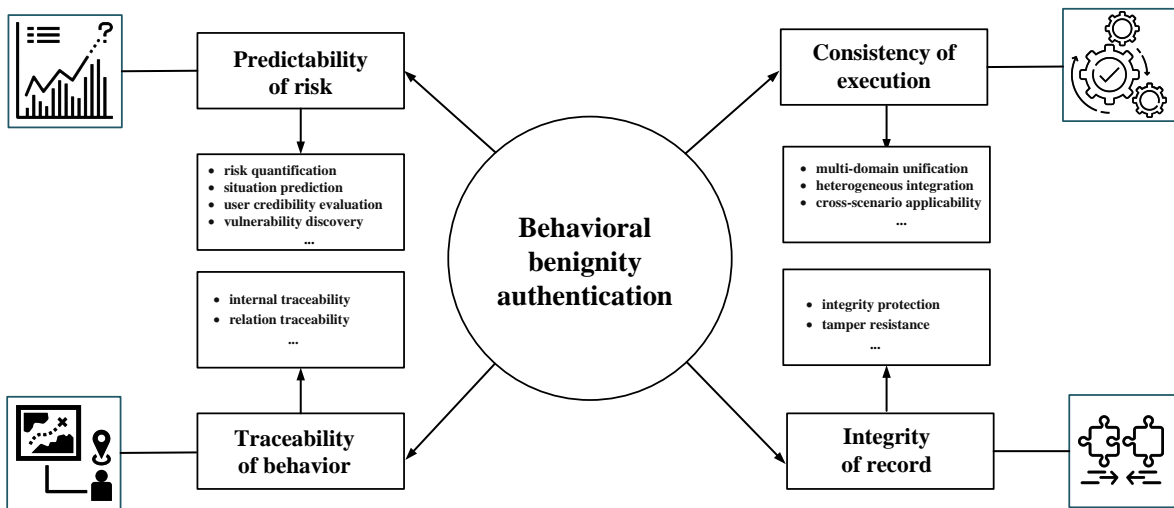 Predictability
of risk
• risk quantification
• situation prediction
• user credibility evaluation
• vulnerability discovery
...
• internal traceability
• relation traceability
...
Traceability
of behavior
Behavioral
benignity
authentication
Consistency of
execution
• multi-domain unification
• heterogeneous integration
• cross-scenario applicability
...
• integrity protection
• tamper resistance
...
Integrity
of record
?